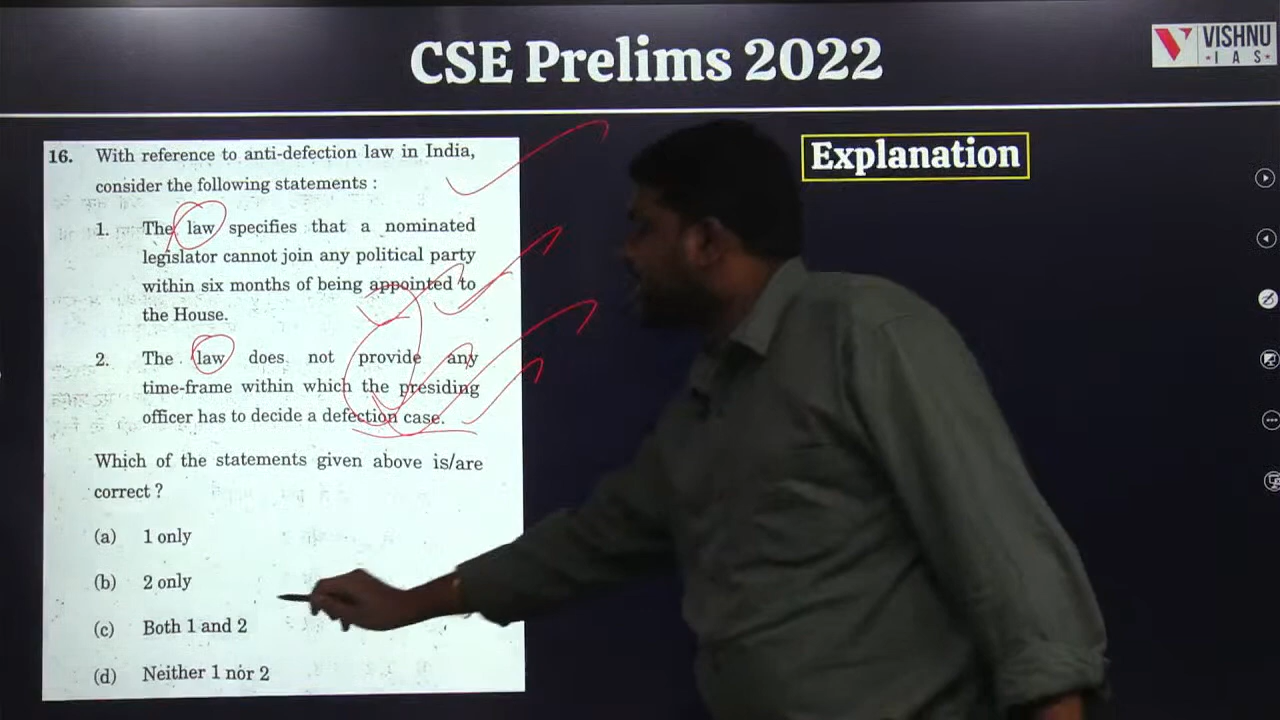 CSE Prelims 2022
VISHNU
IAS
Explanation
16. With reference to anti-defection law in India,
consider the following statements :
1. The law specifies that a nominated
legislator cannot join any political party
within six months of being appointed to
the House.
2. The law does not provide any
time-frame within which the presiding
officer has to decide a defection case.
Which of the statements given above is/are
correct ?
(a) 1 only
(b) 2 only
(c) Both 1 and 2
(d) Neither 1 nor 2